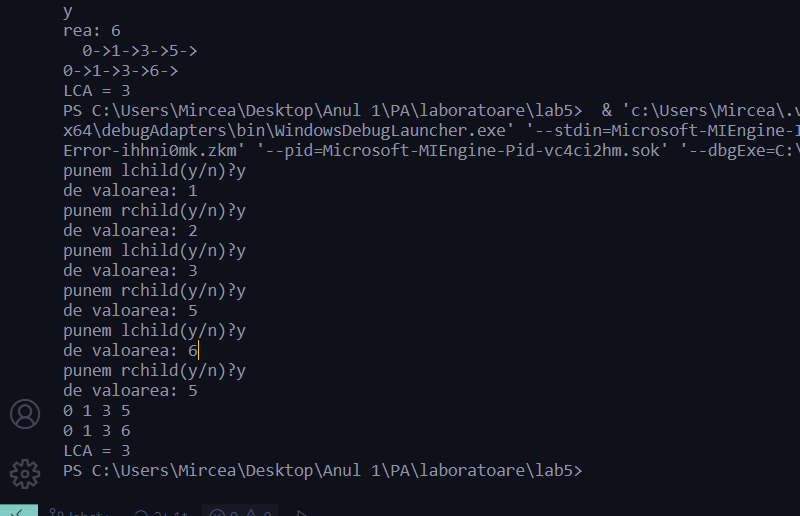 y
rea: 6
0->1->3->5->
0->1->3->6->
LCA = 3
PS C:\Users\Mircea\Desktop\Anul 1\PA\laboratoare\lab5>  & 'c:\Users\Mircea\.v
x64\debugAdapters\bin\WindowsDebugLauncher.exe' '--stdin=Microsoft-MIEngine-I
Error-ihhni0mk.zkm' '--pid=Microsoft-MIEngine-Pid-vc4ci2hm.sok' '--dbgExe=C:\
punem lchild(y/n)?y
de valoarea: 1
punem rchild(y/n)?y
de valoarea: 2
punem lchild(y/n)?y
de valoarea: 3
punem rchild(y/n)?y
de valoarea: 5
punem lchild(y/n)?y
de valoarea: 6
punem rchild(y/n)?y
de valoarea: 5
0 1 3 5
0 1 3 6
LCA = 3
PS C:\Users\Mircea\Desktop\Anul 1\PA\laboratoare\lab5>